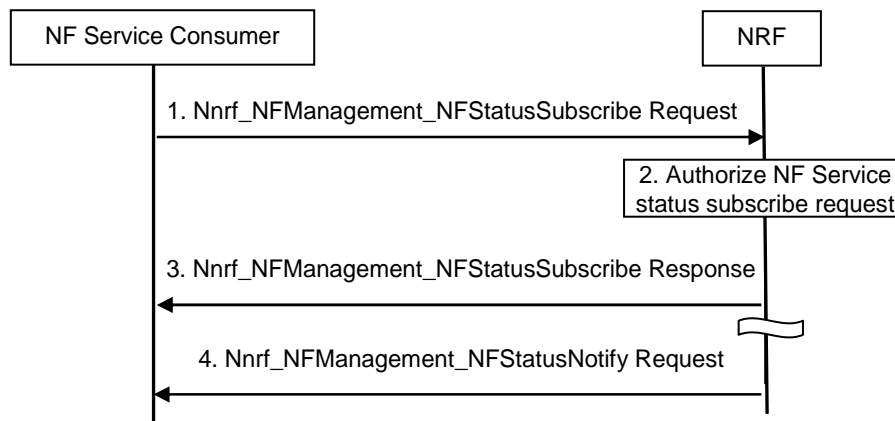 NF Service Consumer
NRF
1. Nnrf_NFManagement_NFStatusSubscribe Request
2. Authorize NF Service
status subscribe request
3. Nnrf_NFManagement_NFStatusSubscribe Response
4. Nnrf_NFManagement_NFStatusNotify Request